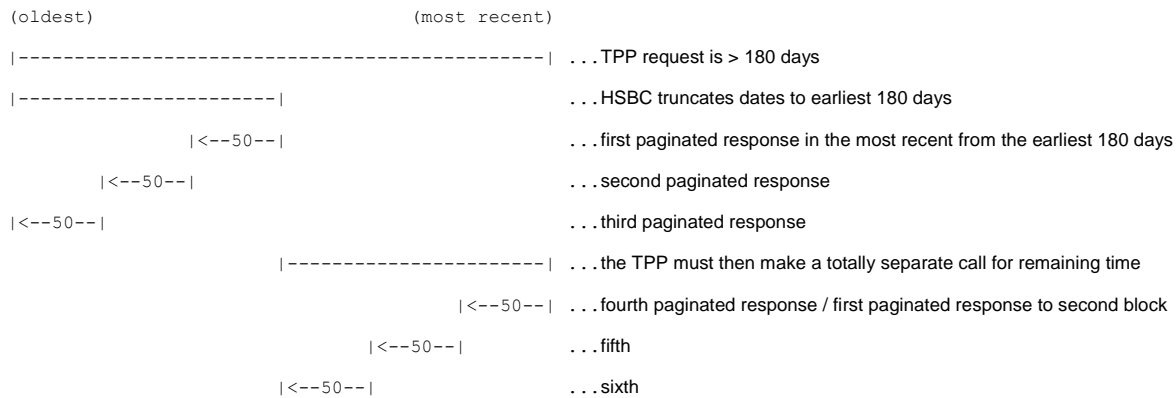 (oldest) (most recent)
|-----------------------------------------------| ...TPP request is > 180 days
|-----------------------| ...HSBC truncates dates to earliest 180 days
|<--50--| ...first paginated response in the most recent from the earliest 180 days
|<--50--| ...second paginated response
|<--50--| ...third paginated response
|-----------------------| ...the TPP must then make a totally separate call for remaining time
|<--50--| ...fourth paginated response / first paginated response to second block
|<--50--| ...fifth
|<--50--| ...sixth